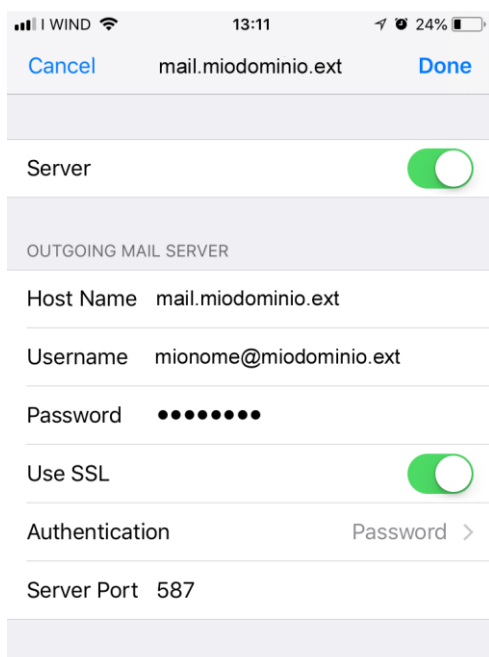 I WIND 13:11 24%
Cancel mail.miodominio.ext Done
Server
OUTGOING MAIL SERVER
Host Name mail.miodominio.ext
Username mionome@miodominio.ext
Password ●●●●●●●●
Use SSL
Authentication Password >
Server Port 587